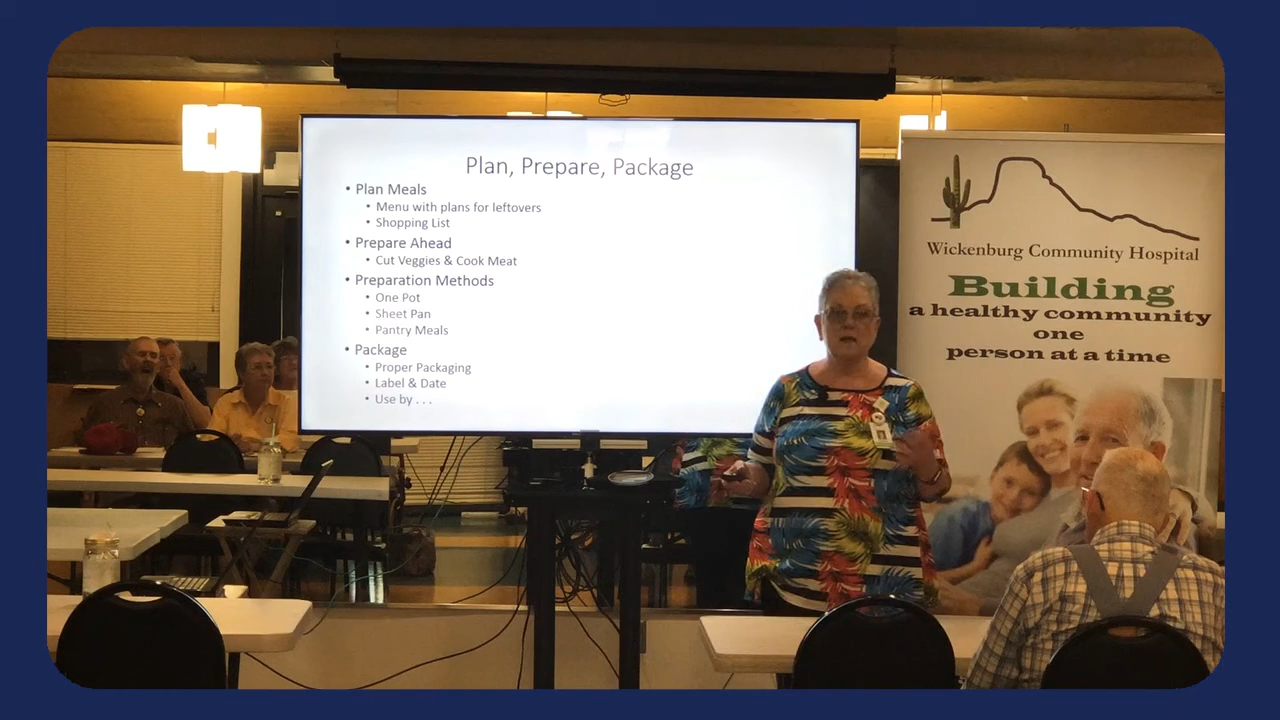 Plan, Prepare, Package
• Plan Meals
• Menu with plans for leftovers
• Shopping List
• Prepare Ahead
• Cut Veggies & Cook Meat
• Preparation Methods
• One Pot
• Sheet Pan
• Pantry Meals
• Package
• Proper Packaging
• Label & Date
• Use by . . .
Wickenburg Community Hospital
Building
a healthy community
one
person at a time